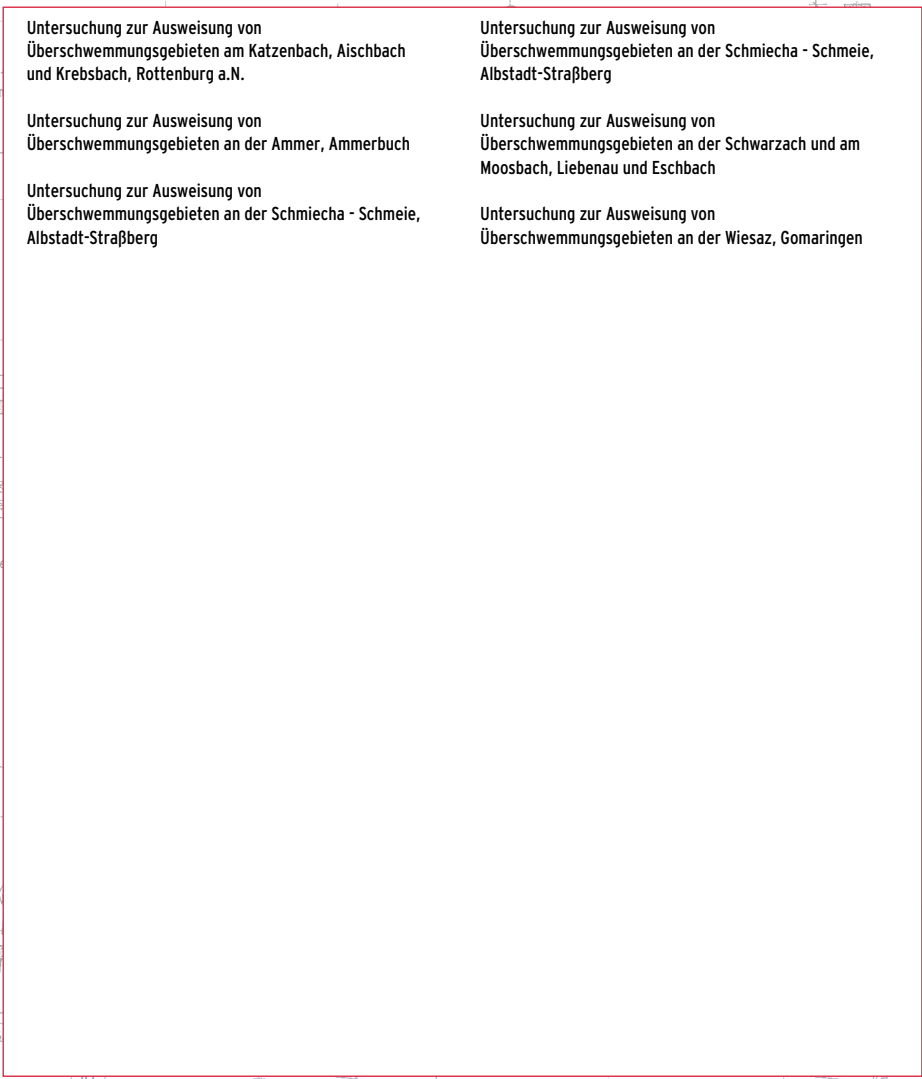 Untersuchung zur Ausweisung von
Überschwemmungsgebieten am Katzenbach, Aischbach
und Krebsbach, Rottenburg a.N.
Untersuchung zur Ausweisung von
Überschwemmungsgebieten an der Ammer, Ammerbuch
Untersuchung zur Ausweisung von
Überschwemmungsgebieten an der Schmiecha - Schmeie,
Albstadt-Straßberg
Untersuchung zur Ausweisung von
Überschwemmungsgebieten an der Schmiecha - Schmeie,
Albstadt-Straßberg
Untersuchung zur Ausweisung von
Überschwemmungsgebieten an der Schwarzach und am
Moosbach, Liebenau und Eschbach
Untersuchung zur Ausweisung von
Überschwemmungsgebieten an der Wiesaz, Gomaringen